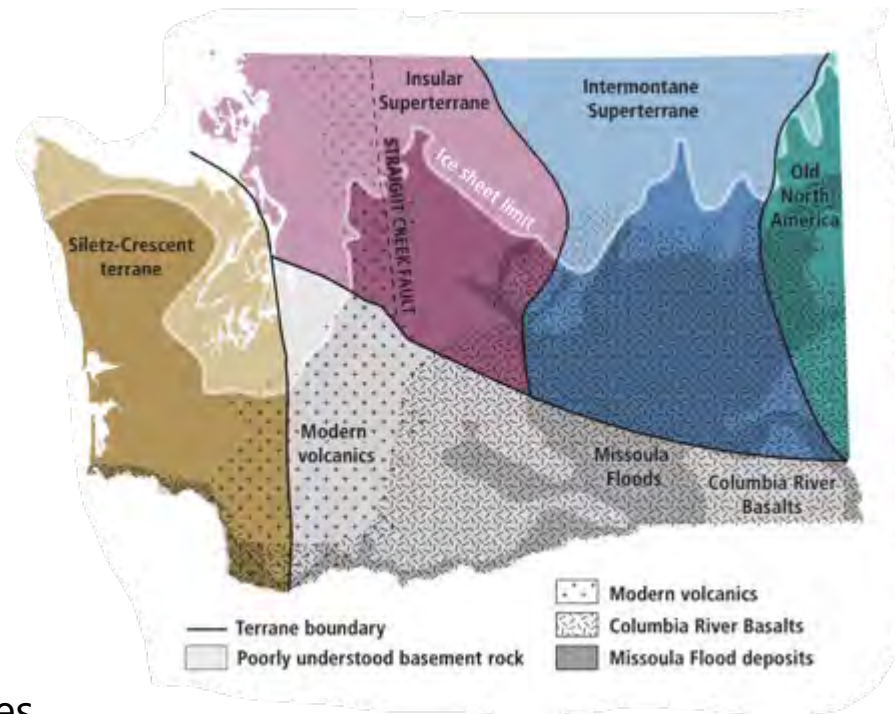 Insular
Superterrane
Intermontane
Superterrane
Old
North
America
Ice sheet limit
STRAIGHT CREEK FAULT
Siletz-Crescent
terrane
Modern
volcanics
Missoula
Floods
Columbia River
Basalts
Terrane boundary
Poorly understood basement rock
Modern volcanics
Columbia River Basalts
Missoula Flood deposits
es